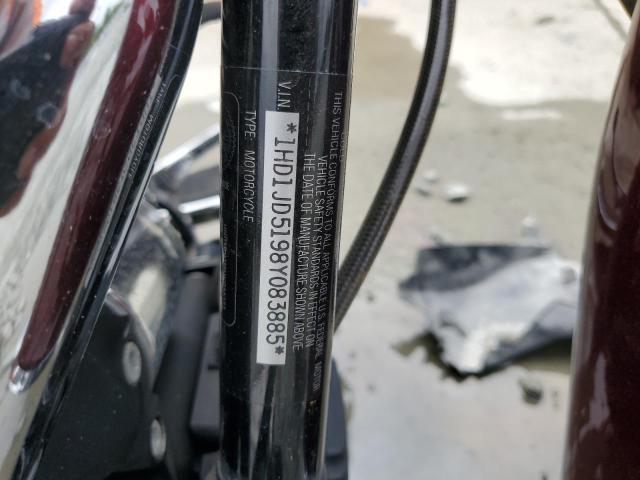 THIS VEHICLE CONFORMS TO ALL APPLICABLE U.S. FEDERAL MOTOR
VEHICLE SAFETY STANDARDS IN EFFECT ON
THE DATE OF MANUFACTURE SHOWN ABOVE
V.I.N.
*1HD1JD5198Y083885*
TYPE MOTORCYCLE